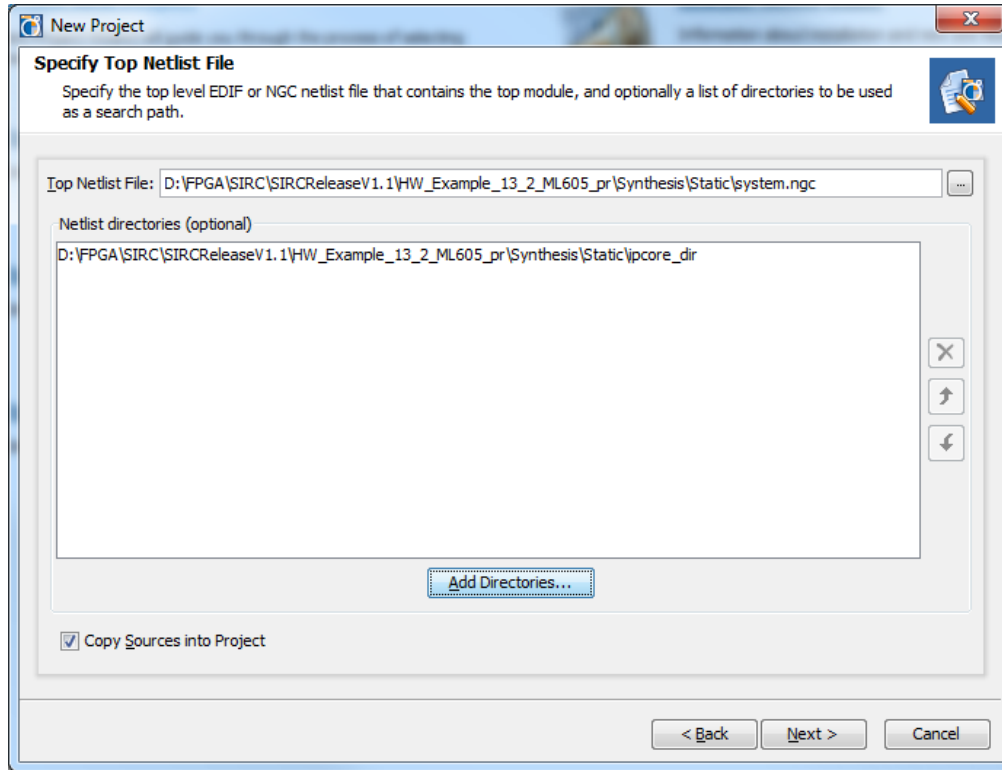 New Project
Specify Top Netlist File
Specify the top level EDIF or NGC netlist file that contains the top module, and optionally a list of directories to be used
as a search path.
Top Netlist File: D:\FPGA\SIRC\SIRCReleaseV1.1\HW_Example_13_2_ML605_pr\Synthesis\Static\system.ngc ...
Netlist directories (optional)
D:\FPGA\SIRC\SIRCReleaseV1.1\HW_Example_13_2_ML605_pr\Synthesis\Static\ipcore_dir
Add Directories...
Copy Sources into Project
< Back Next > Cancel